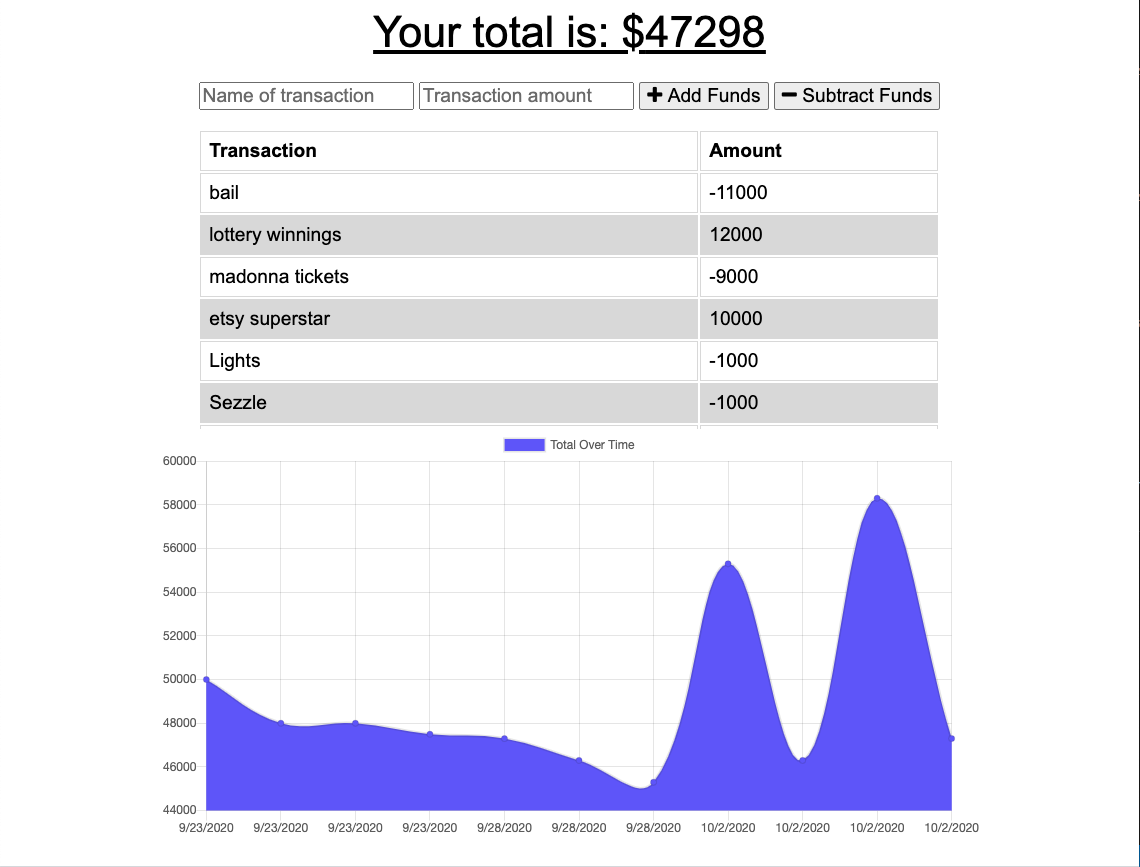 Your total is: $47298
Name of transaction Transaction amount + Add Funds − Subtract Funds
Transaction Amount
bail -11000
lottery winnings 12000
madonna tickets -9000
etsy superstar 10000
Lights -1000
Sezzle -1000
Total Over Time
60000
58000
56000
54000
52000
50000
48000
46000
44000
9/23/2020 9/23/2020 9/23/2020 9/23/2020 9/28/2020 9/28/2020 9/28/2020 10/2/2020 10/2/2020 10/2/2020 10/2/2020